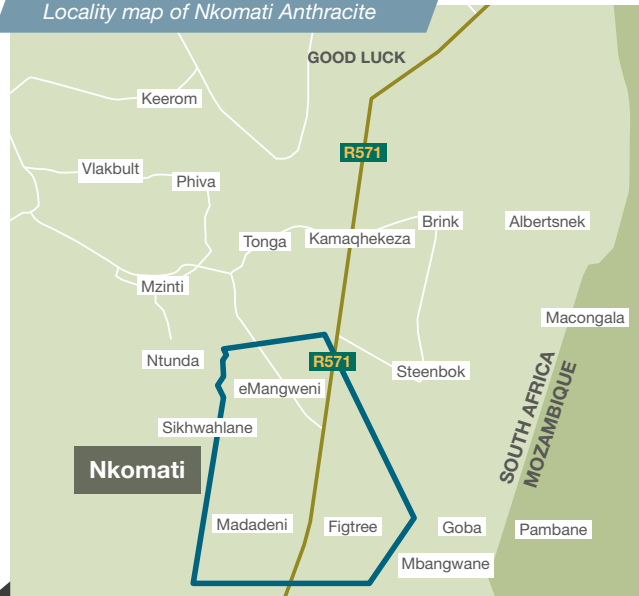 Locality map of Nkomati Anthracite
GOOD LUCK
Keerom
R571
Vlakbult
Phiva
Tonga
Kamaqhekeza
Brink
Albertsnek
Mzinti
Macongala
Ntunda
R571
Steenbok
eMangweni
SOUTH AFRICA
MOZAMBIQUE
Sikhwahlane
Nkomati
Madadeni
Figtree
Goba
Pambane
Mbangwane